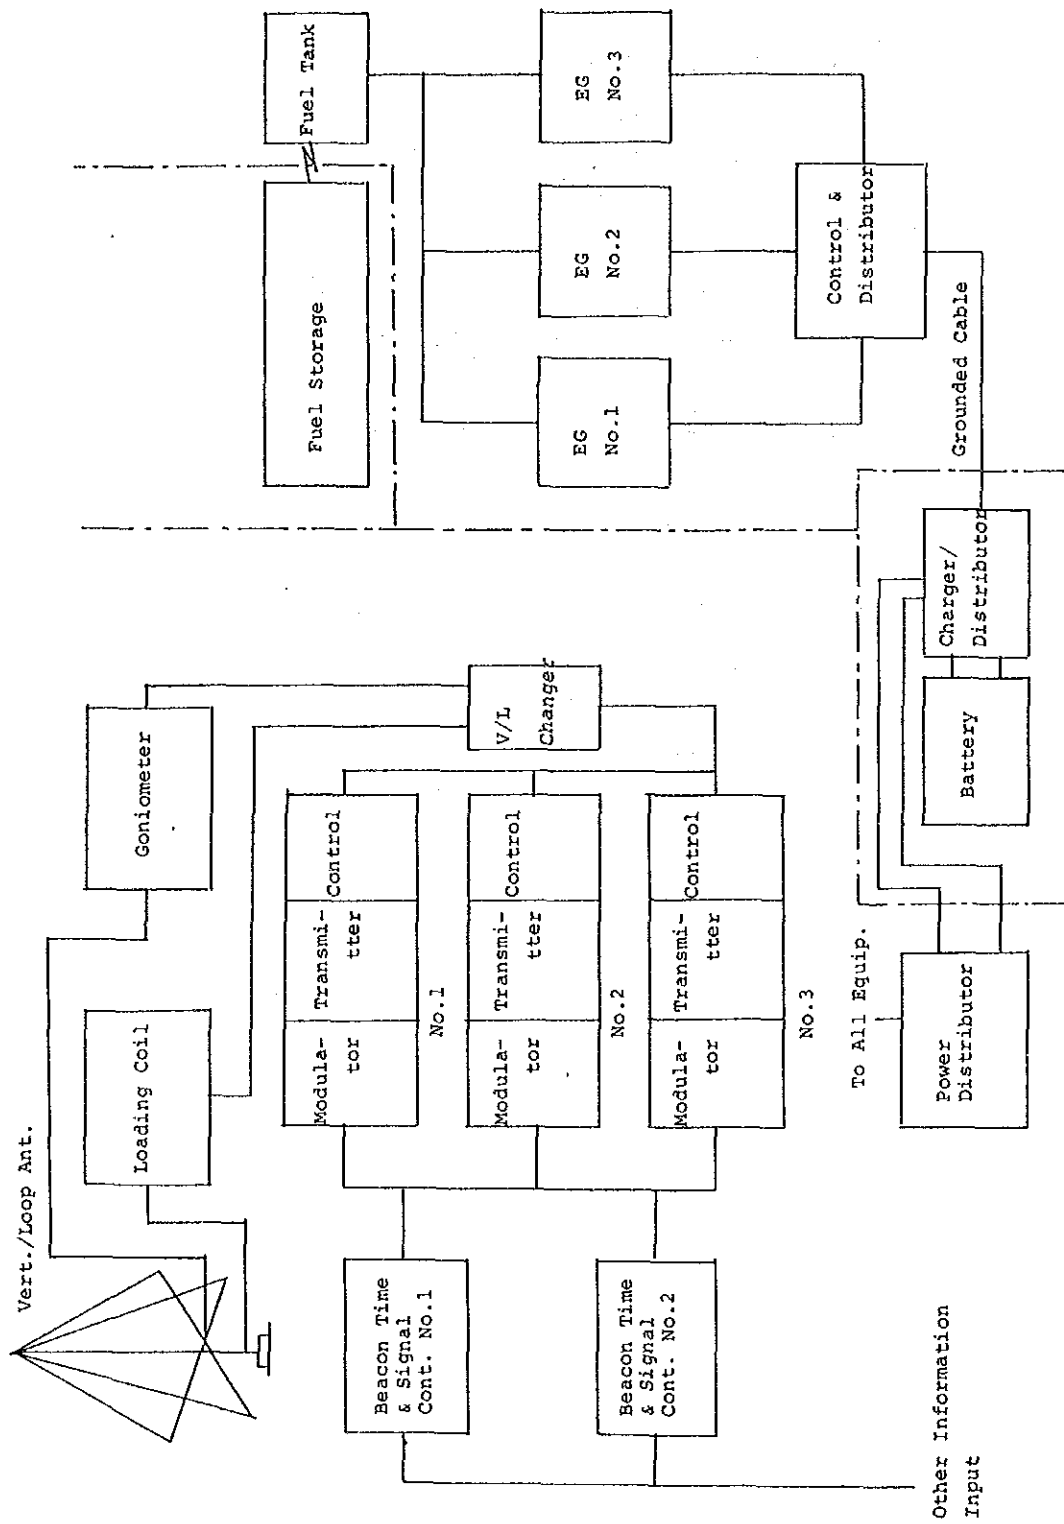 Vert./Loop Ant.
Loading Coil
Goniometer
Fuel Storage
Fuel Tank
Beacon Time
& Signal
Cont. No.1
Modula-
tor
Transmi-
tter
Control
No.1
V/L
Changer
EG
No.1
EG
No.2
EG
No.3
Beacon Time
& Signal
Cont. No.2
Modula-
tor
Transmi-
tter
Control
No.2
Modula-
tor
Transmi-
tter
Control
No.3
Control &
Distributor
To All Equip.
Power
Distributor
Battery
Charger/
Distributor
Grounded Cable
Other Information
Input